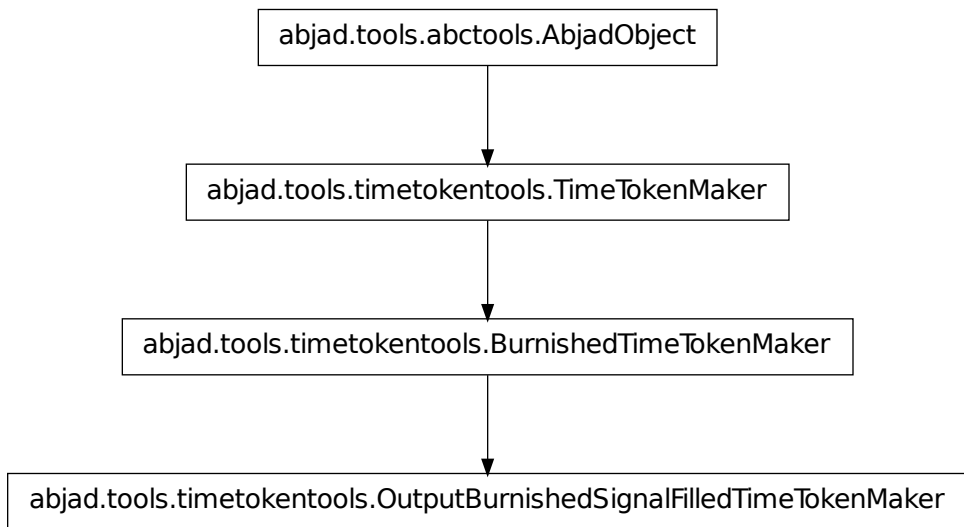 abjad.tools.abctools.AbjadObject
abjad.tools.timetokentools.TimeTokenMaker
abjad.tools.timetokentools.BurnishedTimeTokenMaker
abjad.tools.timetokentools.OutputBurnishedSignalFilledTimeTokenMaker